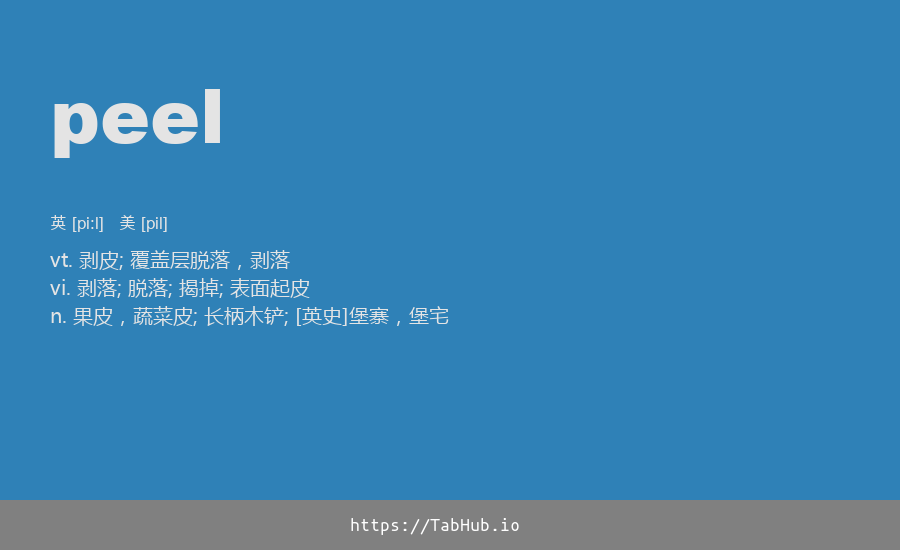 peel
英 [pi:l] 美 [pil]
vt. 剥皮; 覆盖层脱落，剥落
vi. 剥落; 脱落; 揭掉; 表面起皮
n. 果皮，蔬菜皮; 长柄木铲; [英史]堡寨，堡宅
https://TabHub.io